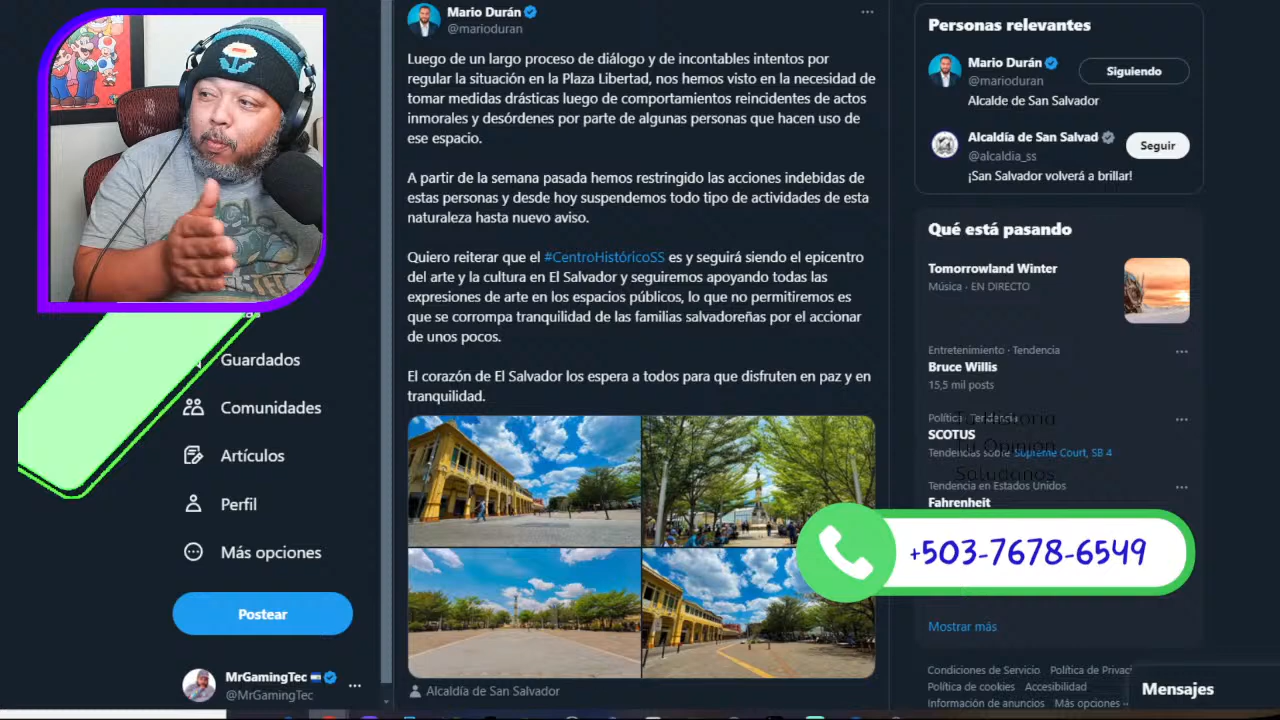 Mario Durán
@marioduran
Luego de un largo proceso de diálogo y de incontables intentos por
regular la situación en la Plaza Libertad, nos hemos visto en la necesidad de
tomar medidas drásticas luego de comportamientos reincidentes de actos
inmorales y desórdenes por parte de algunas personas que hacen uso de
ese espacio.
A partir de la semana pasada hemos restringido las acciones indebidas de
estas personas y desde hoy suspendemos todo tipo de actividades de esta
naturaleza hasta nuevo aviso.
Quiero reiterar que el #CentroHistóricoSS es y seguirá siendo el epicentro
del arte y la cultura en El Salvador y seguiremos apoyando todas las
expresiones de arte en los espacios públicos, lo que no permitiremos es
que se corrompa tranquilidad de las familias salvadoreñas por el accionar
de unos pocos.
El corazón de El Salvador los espera a todos para que disfruten en paz y en
tranquilidad.
Alcaldía de San Salvador
Guardados
Comunidades
Artículos
Perfil
Más opciones
Postear
MrGamingTec
@MrGamingTec
Personas relevantes
Mario Durán
@marioduran
Siguiendo
Alcalde de San Salvador
Alcaldía de San Salvad
@alcaldia_ss
Seguir
¡San Salvador volverá a brillar!
Qué está pasando
Tomorrowland Winter
Música · EN DIRECTO
Entretenimiento · Tendencia
Bruce Willis
15,5 mil posts
Política · Tendencia
SCOTUS
Tendencias sobre Supreme Court, SB 4
Tu Historia
Tu Opinion
Saludanos
Tendencia en Estados Unidos
Fahrenheit
+503-7678-6549
Mostrar más
Condiciones de Servicio Política de Privac
Política de cookies Accesibilidad
Información de anuncios Más opciones ···
Mensajes